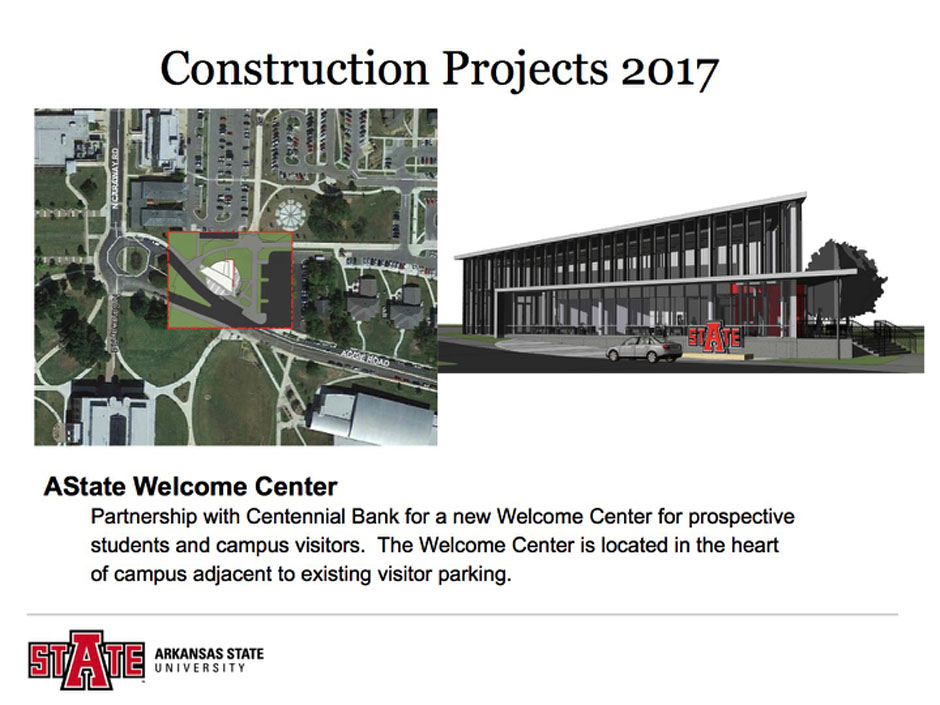 Construction Projects 2017
N CARAWAY RD
AGGIE ROAD
STATE
AState Welcome Center
Partnership with Centennial Bank for a new Welcome Center for prospective
students and campus visitors.  The Welcome Center is located in the heart
of campus adjacent to existing visitor parking.
STATE
ARKANSAS STATE
UNIVERSITY